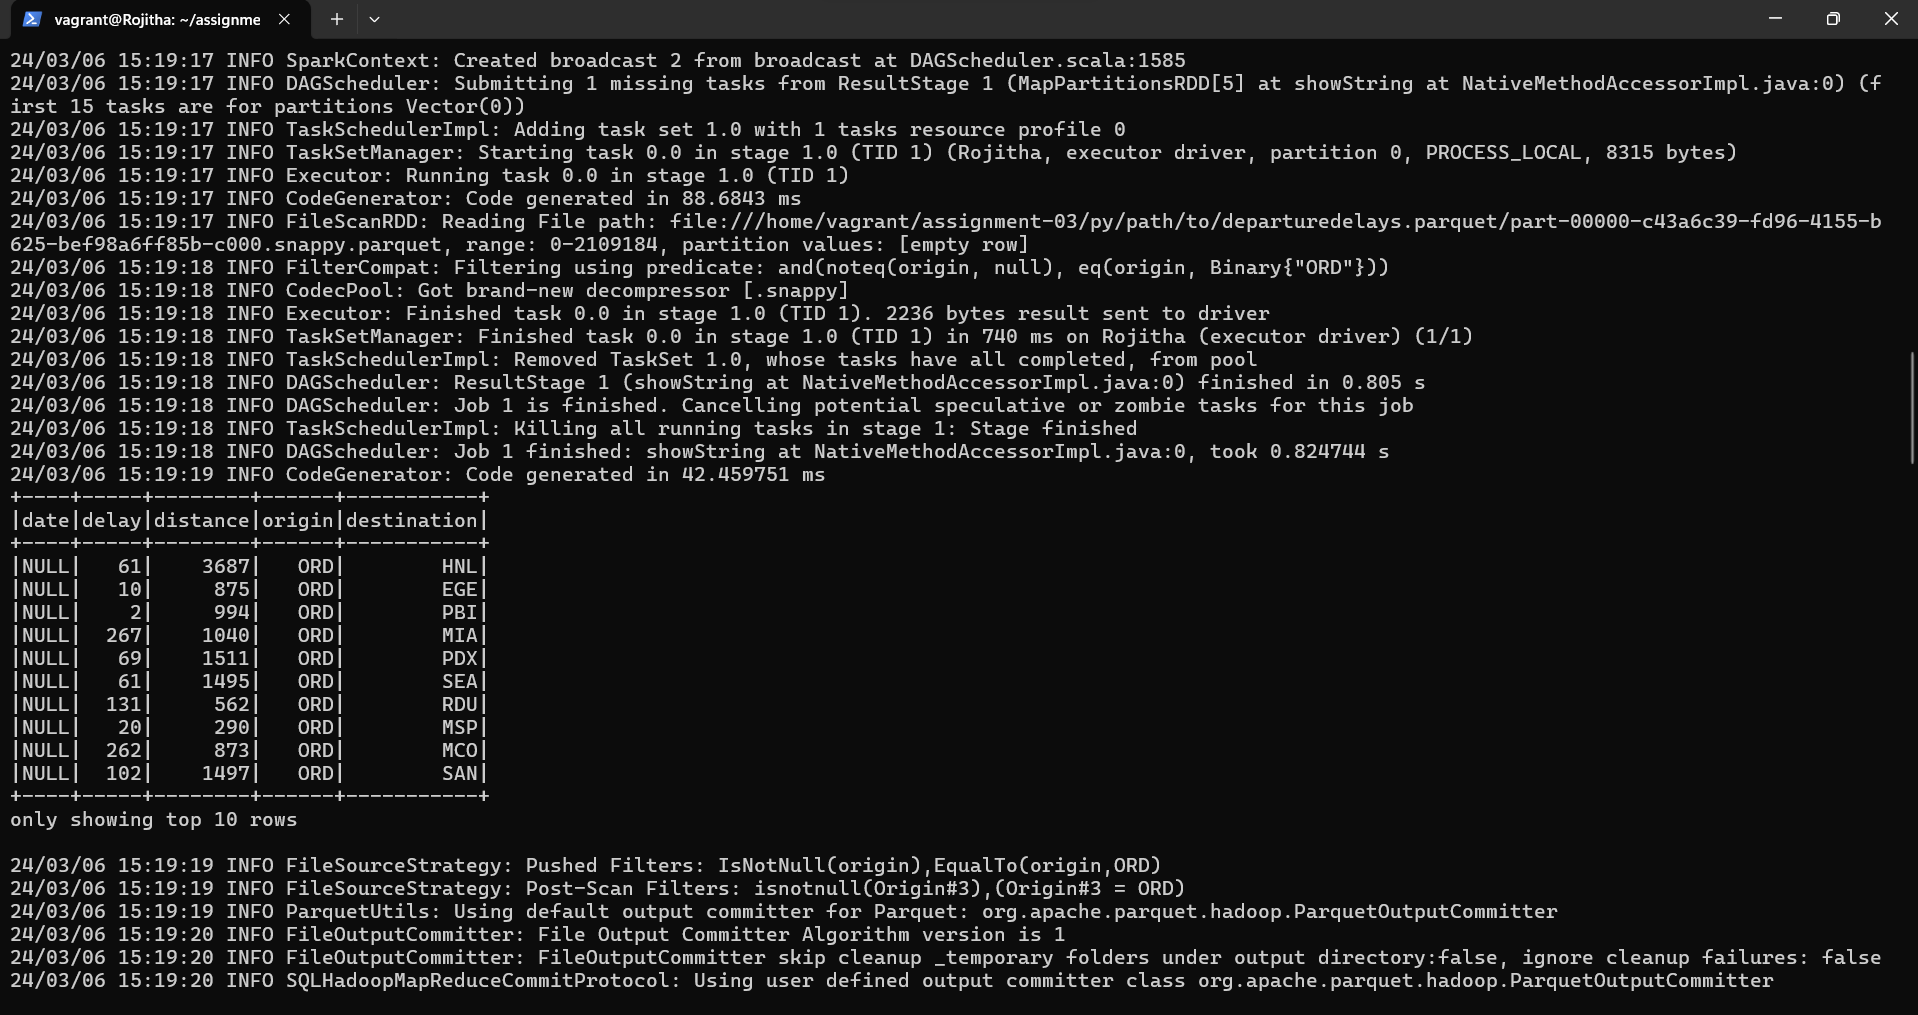 vagrant@Rojitha: ~/assignme
24/03/06 15:19:17 INFO SparkContext: Created broadcast 2 from broadcast at DAGScheduler.scala:1585
24/03/06 15:19:17 INFO DAGScheduler: Submitting 1 missing tasks from ResultStage 1 (MapPartitionsRDD[5] at showString at NativeMethodAccessorImpl.java:0) (f
irst 15 tasks are for partitions Vector(0))
24/03/06 15:19:17 INFO TaskSchedulerImpl: Adding task set 1.0 with 1 tasks resource profile 0
24/03/06 15:19:17 INFO TaskSetManager: Starting task 0.0 in stage 1.0 (TID 1) (Rojitha, executor driver, partition 0, PROCESS_LOCAL, 8315 bytes)
24/03/06 15:19:17 INFO Executor: Running task 0.0 in stage 1.0 (TID 1)
24/03/06 15:19:17 INFO CodeGenerator: Code generated in 88.6843 ms
24/03/06 15:19:17 INFO FileScanRDD: Reading File path: file:///home/vagrant/assignment-03/py/path/to/departuredelays.parquet/part-00000-c43a6c39-fd96-4155-b
625-bef98a6ff85b-c000.snappy.parquet, range: 0-2109184, partition values: [empty row]
24/03/06 15:19:18 INFO FilterCompat: Filtering using predicate: and(noteq(origin, null), eq(origin, Binary{"ORD"}))
24/03/06 15:19:18 INFO CodecPool: Got brand-new decompressor [.snappy]
24/03/06 15:19:18 INFO Executor: Finished task 0.0 in stage 1.0 (TID 1). 2236 bytes result sent to driver
24/03/06 15:19:18 INFO TaskSetManager: Finished task 0.0 in stage 1.0 (TID 1) in 740 ms on Rojitha (executor driver) (1/1)
24/03/06 15:19:18 INFO TaskSchedulerImpl: Removed TaskSet 1.0, whose tasks have all completed, from pool
24/03/06 15:19:18 INFO DAGScheduler: ResultStage 1 (showString at NativeMethodAccessorImpl.java:0) finished in 0.805 s
24/03/06 15:19:18 INFO DAGScheduler: Job 1 is finished. Cancelling potential speculative or zombie tasks for this job
24/03/06 15:19:18 INFO TaskSchedulerImpl: Killing all running tasks in stage 1: Stage finished
24/03/06 15:19:18 INFO DAGScheduler: Job 1 finished: showString at NativeMethodAccessorImpl.java:0, took 0.824744 s
24/03/06 15:19:19 INFO CodeGenerator: Code generated in 42.459751 ms
+----+-----+--------+------+-----------+
|date|delay|distance|origin|destination|
+----+-----+--------+------+-----------+
|NULL|   61|    3687|   ORD|        HNL|
|NULL|   10|     875|   ORD|        EGE|
|NULL|    2|     994|   ORD|        PBI|
|NULL|  267|    1040|   ORD|        MIA|
|NULL|   69|    1511|   ORD|        PDX|
|NULL|   61|    1495|   ORD|        SEA|
|NULL|  131|     562|   ORD|        RDU|
|NULL|   20|     290|   ORD|        MSP|
|NULL|  262|     873|   ORD|        MCO|
|NULL|  102|    1497|   ORD|        SAN|
+----+-----+--------+------+-----------+
only showing top 10 rows
24/03/06 15:19:19 INFO FileSourceStrategy: Pushed Filters: IsNotNull(origin),EqualTo(origin,ORD)
24/03/06 15:19:19 INFO FileSourceStrategy: Post-Scan Filters: isnotnull(Origin#3),(Origin#3 = ORD)
24/03/06 15:19:19 INFO ParquetUtils: Using default output committer for Parquet: org.apache.parquet.hadoop.ParquetOutputCommitter
24/03/06 15:19:20 INFO FileOutputCommitter: File Output Committer Algorithm version is 1
24/03/06 15:19:20 INFO FileOutputCommitter: FileOutputCommitter skip cleanup _temporary folders under output directory:false, ignore cleanup failures: false
24/03/06 15:19:20 INFO SQLHadoopMapReduceCommitProtocol: Using user defined output committer class org.apache.parquet.hadoop.ParquetOutputCommitter